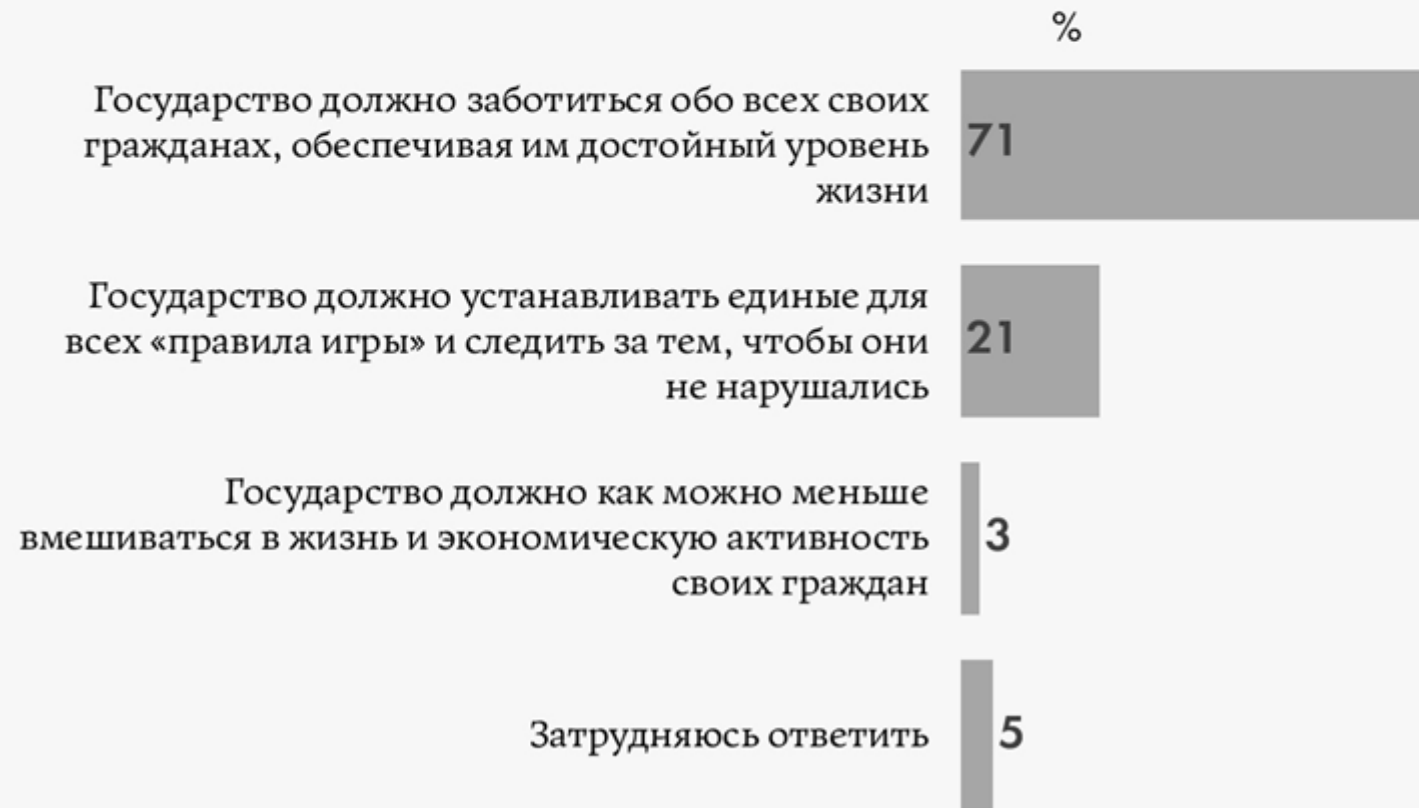 %
Государство должно заботиться обо всех своих
гражданах, обеспечивая им достойный уровень
жизни
71
Государство должно устанавливать единые для
всех «правила игры» и следить за тем, чтобы они
не нарушались
21
Государство должно как можно меньше
вмешиваться в жизнь и экономическую активность
своих граждан
3
Затрудняюсь ответить
5